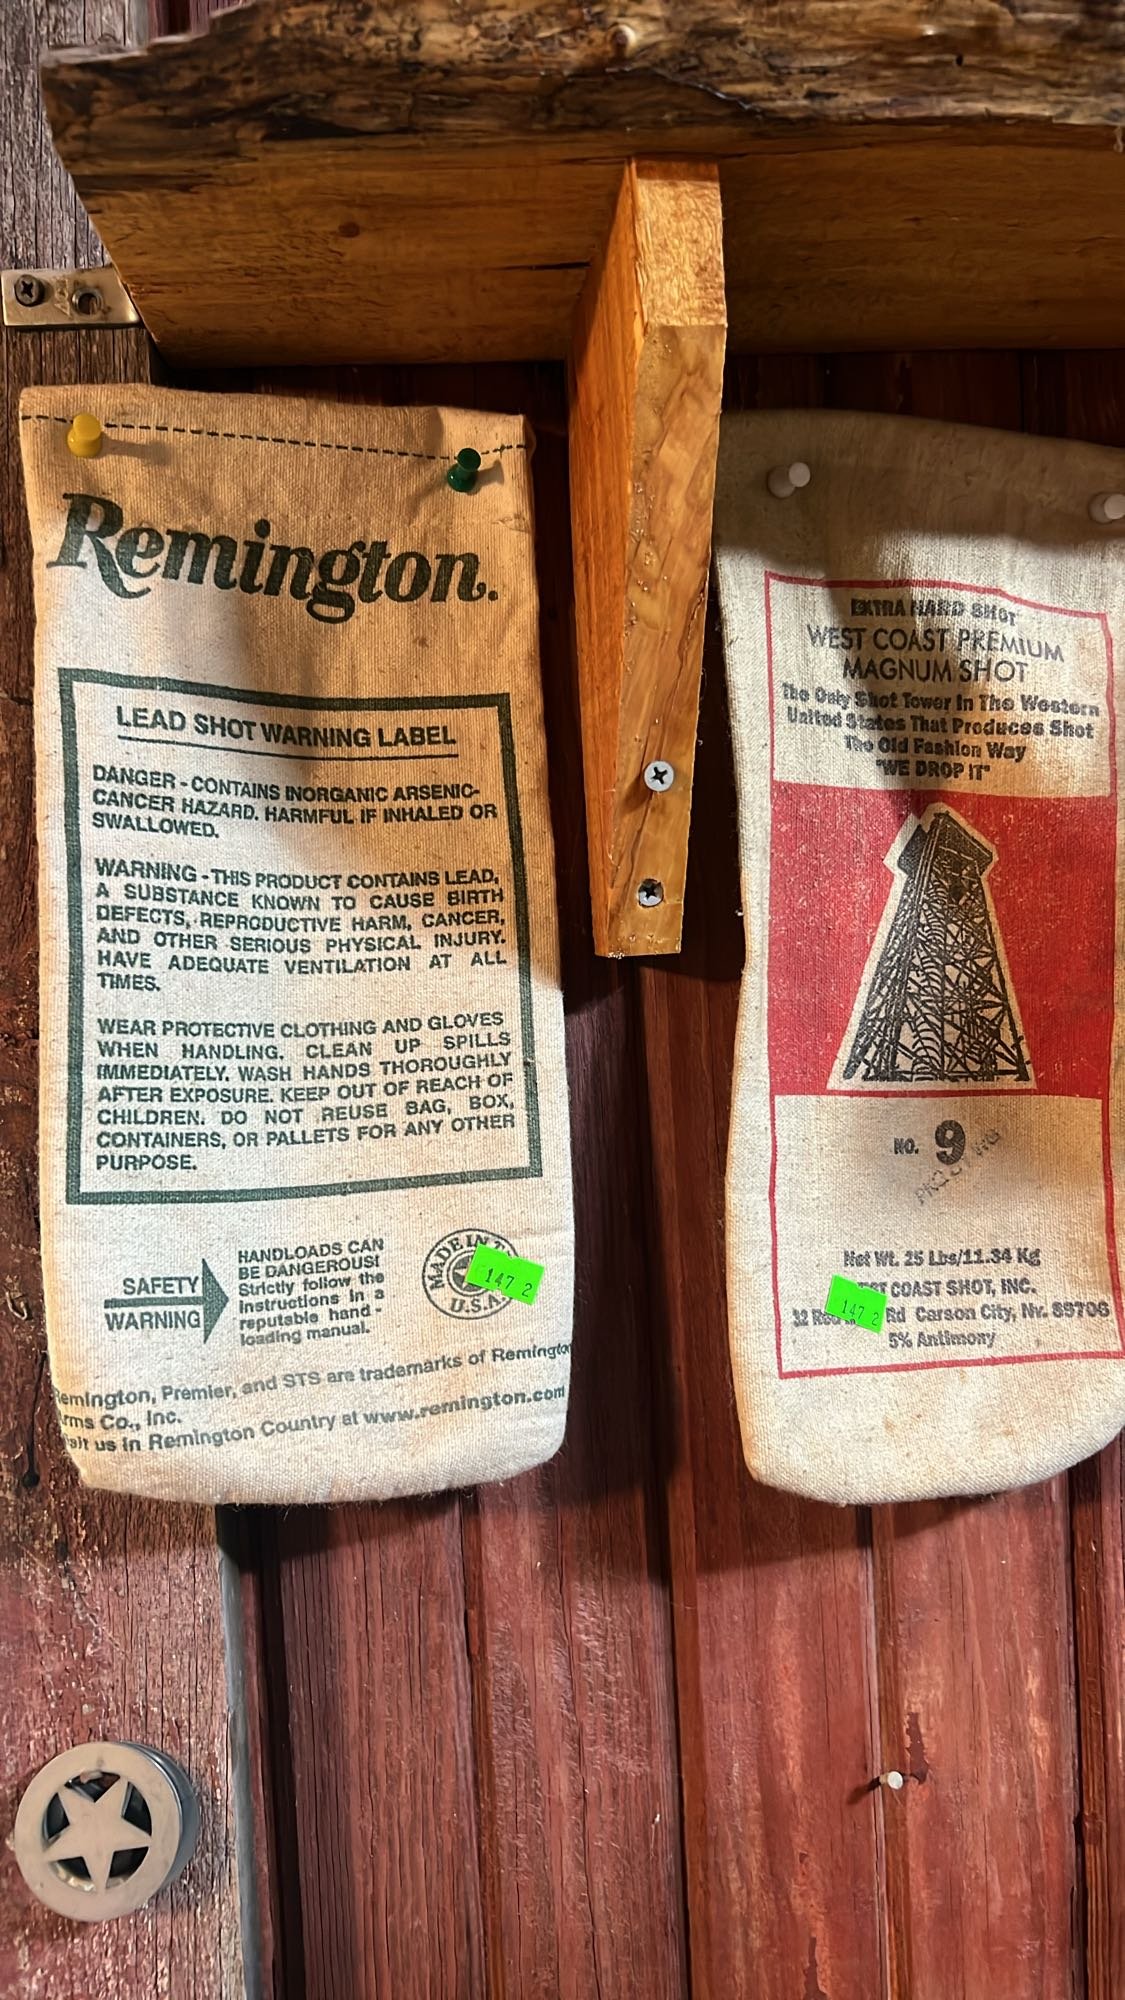 Remington.
LEAD SHOT WARNING LABEL
DANGER - CONTAINS INORGANIC ARSENIC-
CANCER HAZARD. HARMFUL IF INHALED OR
SWALLOWED.
WARNING - THIS PRODUCT CONTAINS LEAD,
A SUBSTANCE KNOWN TO CAUSE BIRTH
DEFECTS, REPRODUCTIVE HARM, CANCER,
AND OTHER SERIOUS PHYSICAL INJURY.
HAVE ADEQUATE VENTILATION AT ALL
TIMES.
WEAR PROTECTIVE CLOTHING AND GLOVES
WHEN HANDLING. CLEAN UP SPILLS
IMMEDIATELY. WASH HANDS THOROUGHLY
AFTER EXPOSURE. KEEP OUT OF REACH OF
CHILDREN. DO NOT REUSE BAG, BOX,
CONTAINERS, OR PALLETS FOR ANY OTHER
PURPOSE.
SAFETY
WARNING
HANDLOADS CAN
BE DANGEROUS!
Strictly follow the
instructions in a
reputable hand-
loading manual.
MADE IN
U.S.A.
147 2
Remington, Premier, and STS are trademarks of Remington
Arms Co., Inc.
Visit us in Remington Country at www.remington.com
EXTRA HARD SHOT
WEST COAST PREMIUM
MAGNUM SHOT
The Only Shot Tower In The Western
United States That Produces Shot
The Old Fashion Way
"WE DROP IT"
NO. 9
Net Wt. 25 Lbs/11.34 Kg
COAST SHOT, INC.
32 Rd Carson City, Nv. 89706
147 2
5% Antimony